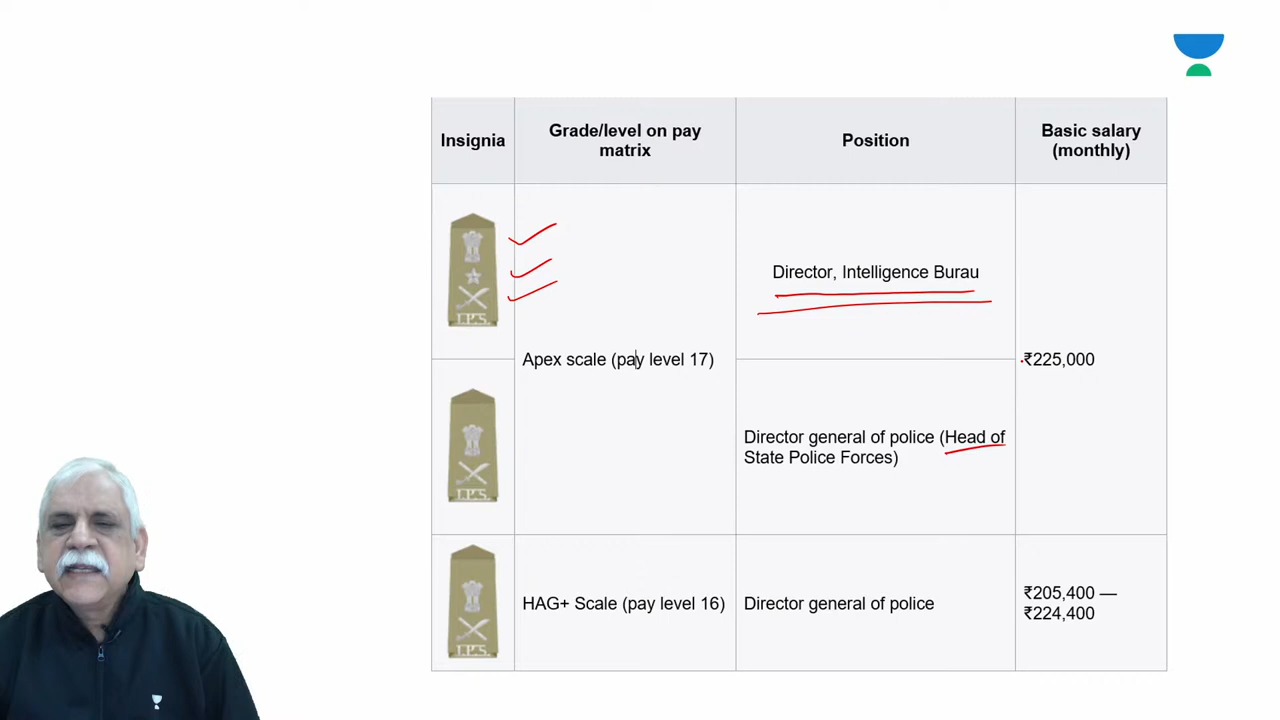 Insignia
Grade/level on pay
matrix
Position
Basic salary
(monthly)
I.P.S.
Director, Intelligence Burau
Apex scale (pay level 17)
₹225,000
I.P.S.
Director general of police (Head of
State Police Forces)
I.P.S.
HAG+ Scale (pay level 16)
Director general of police
₹205,400 —
₹224,400